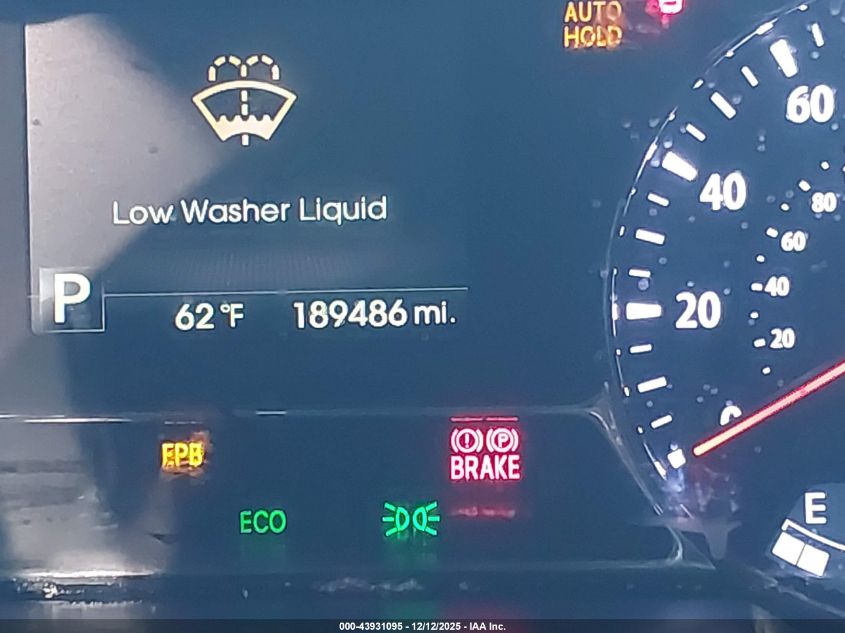 AUTO
HOLD
Low Washer Liquid
P
62 °F 189486 mi.
60
40
20
0
80
60
40
20
EPB
(!) (P)
BRAKE
ECO
E
000-43931095 - 12/12/2025 - IAA Inc.